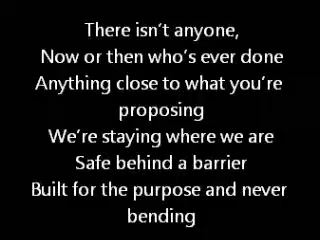 There isn't anyone,
Now or then who's ever done
Anything close to what you're
proposing
We're staying where we are
Safe behind a barrier
Built for the purpose and never
bending